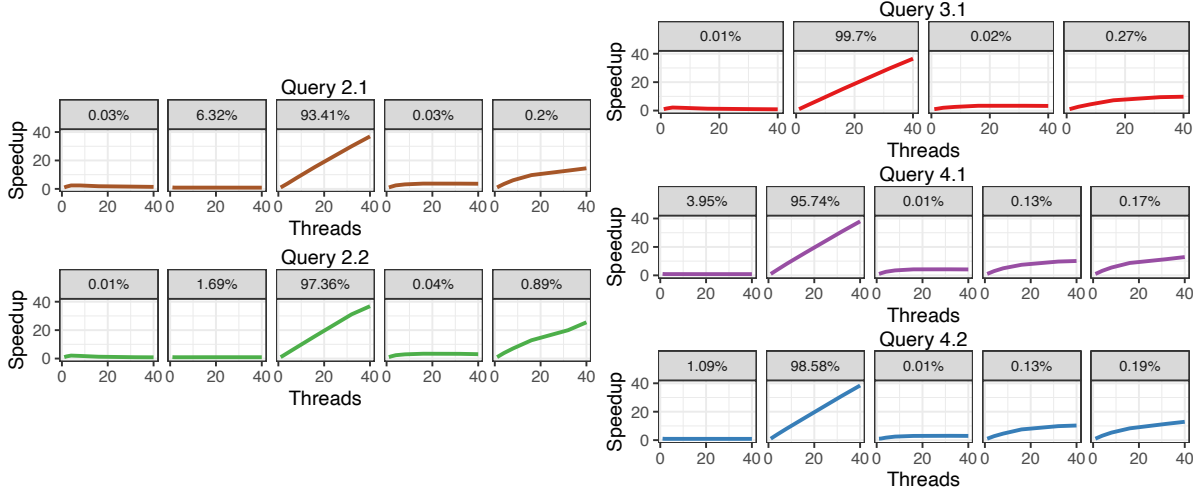 Query 2.1
0.03% 6.32% 93.41% 0.03% 0.2%
Speedup
40
20
0
0 20 40 0 20 40 0 20 40 0 20 40 0 20 40
Threads
Query 2.2
0.01% 1.69% 97.36% 0.04% 0.89%
Speedup
40
20
0
0 20 40 0 20 40 0 20 40 0 20 40 0 20 40
Threads
Query 3.1
0.01% 99.7% 0.02% 0.27%
Speedup
40
20
0
0 20 40 0 20 40 0 20 40 0 20 40
Threads
Query 4.1
3.95% 95.74% 0.01% 0.13% 0.17%
Speedup
40
20
0
0 20 40 0 20 40 0 20 40 0 20 40 0 20 40
Threads
Query 4.2
1.09% 98.58% 0.01% 0.13% 0.19%
Speedup
40
20
0
0 20 40 0 20 40 0 20 40 0 20 40 0 20 40
Threads